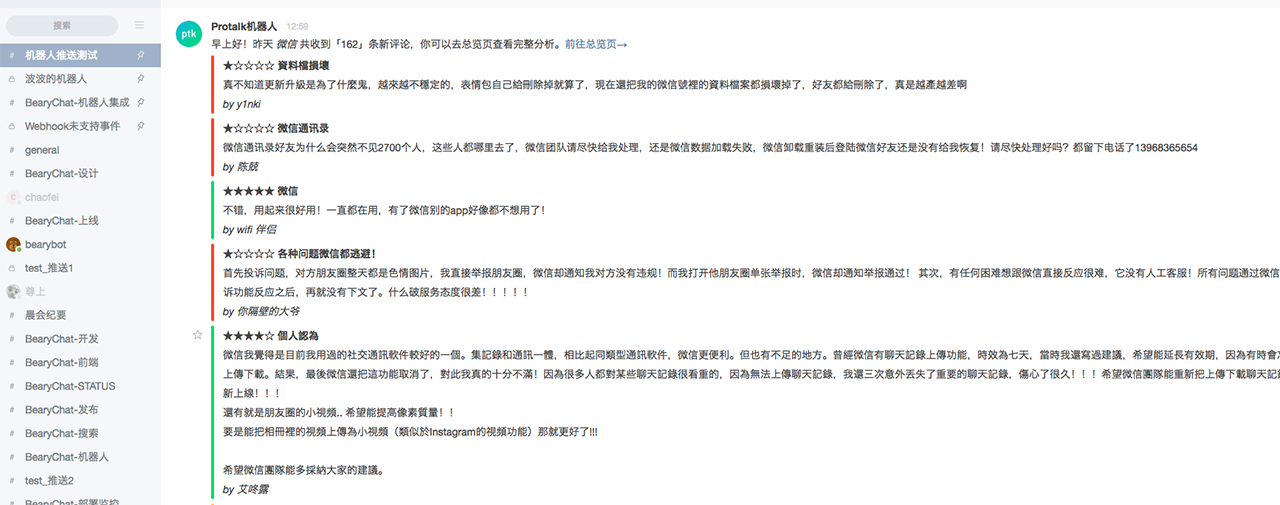 搜索
# 机器人推送测试
波波的机器人
# BearyChat-机器人集成
Webhook未支持事件
# general
# BearyChat-设计
C chaofei
# BearyChat-上线
bearybot
test_推送1
尊上
# 晨会纪要
# BearyChat-开发
# BearyChat-前端
# BearyChat-STATUS
# BearyChat-发布
# BearyChat-搜索
# BearyChat-机器人
# test_推送2
BearyChat-部署监控
ptk
Protalk机器人 12:59
早上好！昨天 微信 共收到「162」条新评论，你可以去总览页查看完整分析。前往总览页→
★☆☆☆☆ 資料檔損壞
真不知道更新升級是為了什麼鬼，越來越不穩定的，表情包自己給刪除掉就算了，現在還把我的微信號裡的資料檔案都損壞掉了，好友都給刪除了，真是越產越差啊
by y1nki
★☆☆☆☆ 微信通讯录
微信通讯录好友为什么会突然不见2700个人，这些人都哪里去了，微信团队请尽快给我处理，还是微信数据加载失败，微信卸载重装后登陆微信好友还是没有给我恢复！请尽快处理好吗？都留下电话了13968365654
by 陈兢
★★★★★ 微信
不错，用起来很好用！一直都在用，有了微信别的app好像都不想用了！
by wifi 伴侣
★☆☆☆☆ 各种问题微信都逃避！
首先投诉问题，对方朋友圈整天都是色情图片，我直接举报朋友圈，微信却通知我对方没有违规！而我打开他朋友圈单张举报时，微信却通知举报通过！ 其次，有任何困难想跟微信直接反应很难，它没有人工客服！所有问题通过微信
诉功能反应之后，再就没有下文了。什么破服务态度很差！！！！！
by 你隔壁的大爷
★★★★☆ 個人認為
微信我覺得是目前我用過的社交通訊軟件較好的一個。集記錄和通訊一體，相比起同類型通訊軟件，微信更便利。但也有不足的地方。曾經微信有聊天記錄上傳功能，時效為七天，當時我還寫過建議，希望能延長有效期，因為有時會忘
上傳下載。結果，最後微信還把這功能取消了，對此我真的十分不滿！因為很多人都對某些聊天記錄很看重的，因為無法上傳聊天記錄，我還三次意外丟失了重要的聊天記錄，傷心了很久！！！希望微信團隊能重新把上傳下載聊天記錄
新上線！！！
還有就是朋友圈的小視頻.. 希望能提高像素質量！！
要是能把相冊裡的視頻上傳為小視頻（類似於Instagram的視頻功能）那就更好了!!!
希望微信團隊能多採納大家的建議。
by 艾咚露